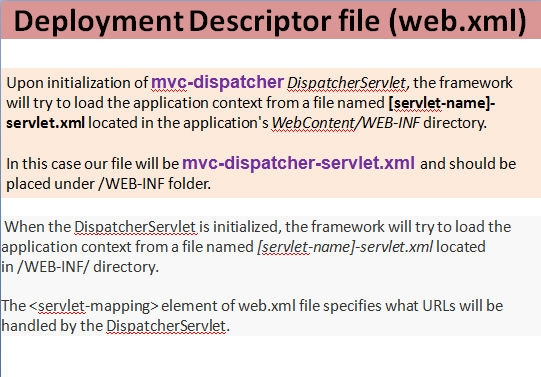 Deployment Descriptor file (web.xml)
Upon initialization of mvc-dispatcher DispatcherServlet, the framework
will try to load the application context from a file named [servlet-name]-
servlet.xml located in the application's WebContent/WEB-INF directory.
In this case our file will be mvc-dispatcher-servlet.xml and should be
placed under /WEB-INF folder.
When the DispatcherServlet is initialized, the framework will try to load the
application context from a file named [servlet-name]-servlet.xml located
in /WEB-INF/ directory.
The <servlet-mapping> element of web.xml file specifies what URLs will be
handled by the DispatcherServlet.